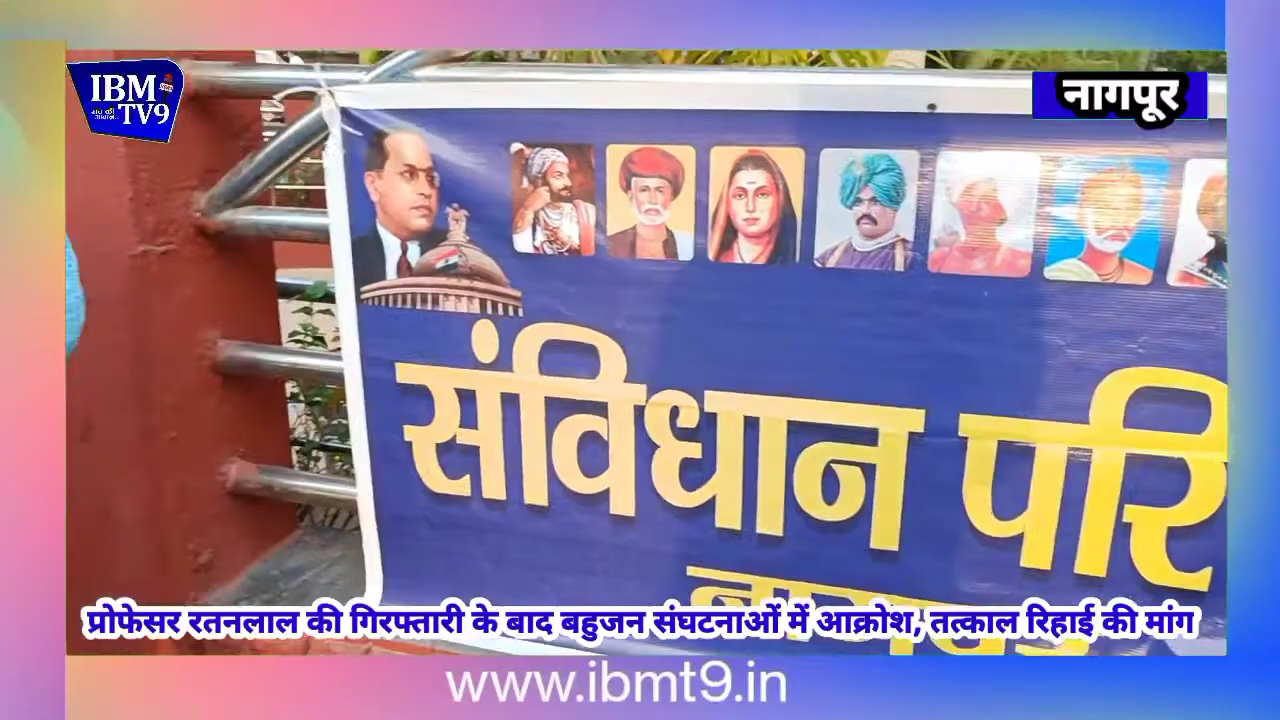 IBM
TV9
नागपूर
संविधान परि
प्रोफेसर रतनलाल की गिरफ्तारी के बाद बहुजन संघटनाओं में आक्रोश, तत्काल रिहाई की मांग
www.ibmt9.in